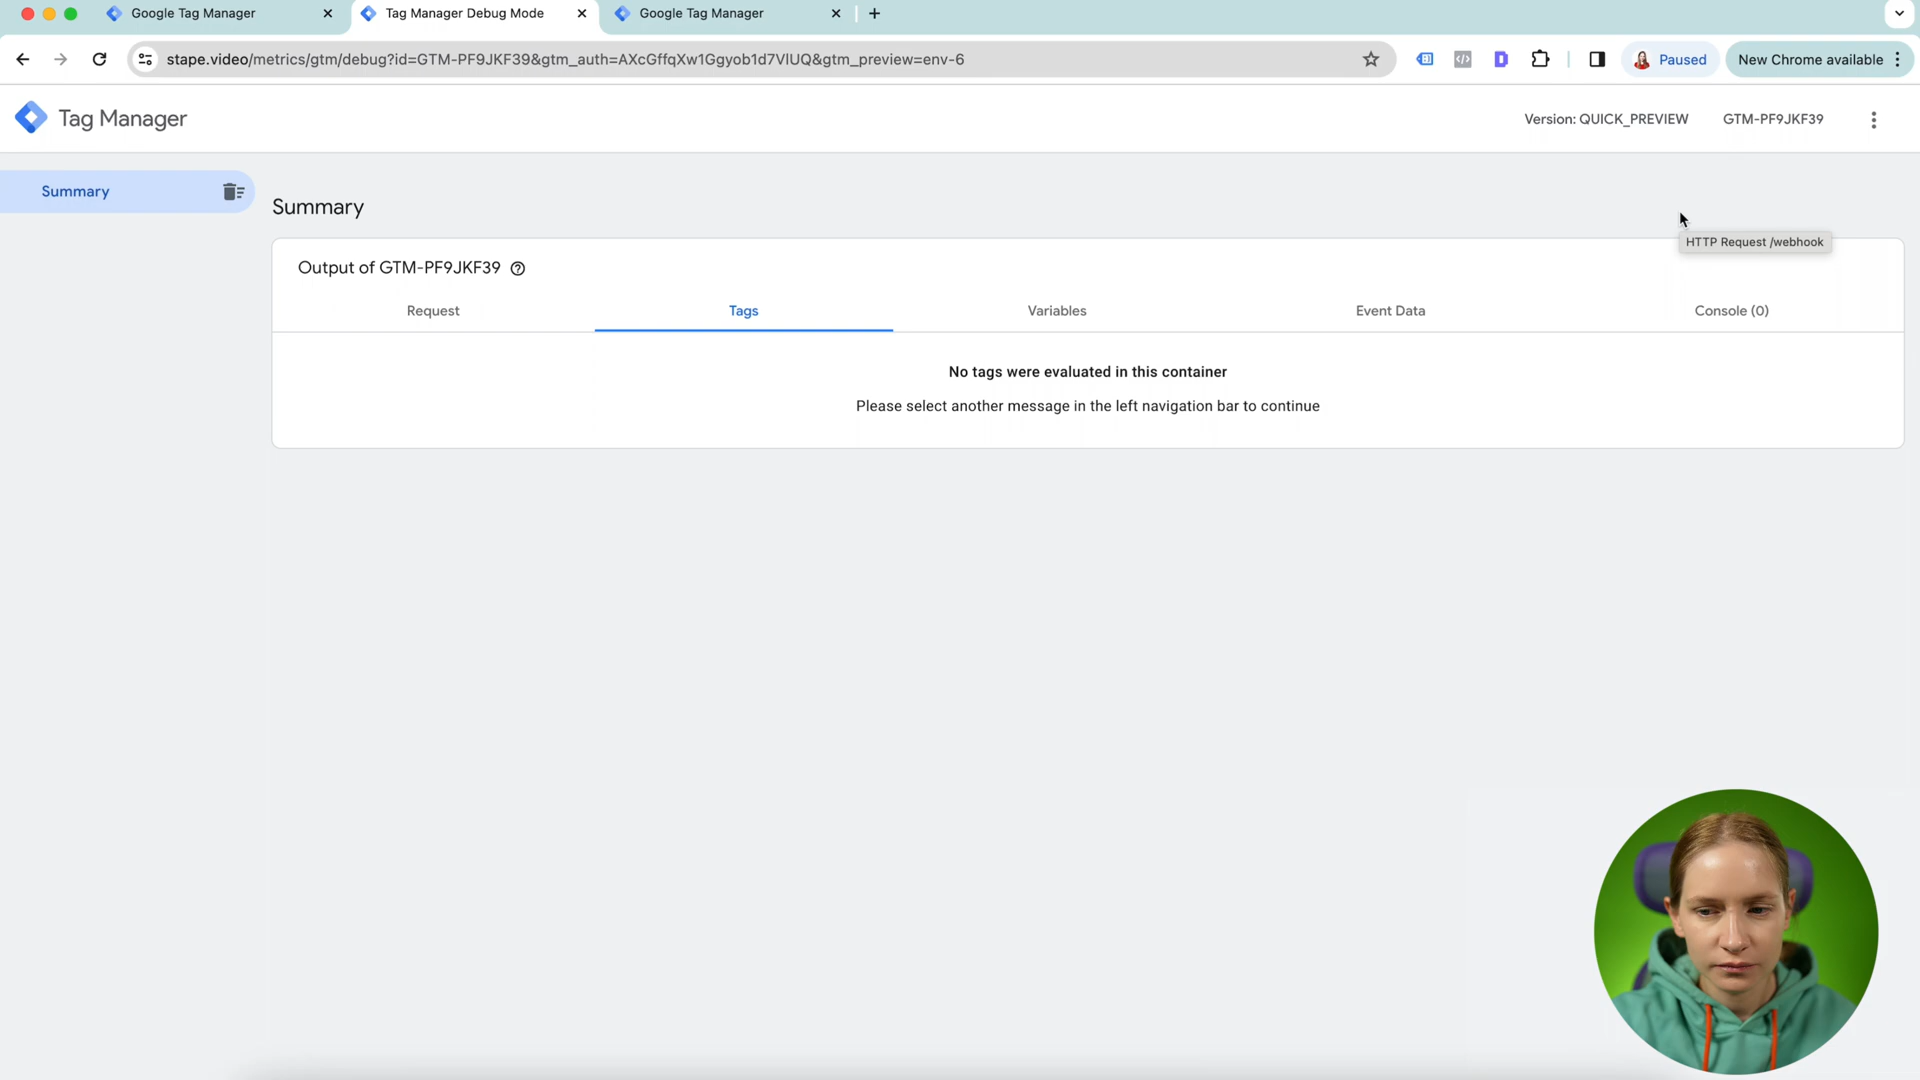 Google Tag Manager
Tag Manager Debug Mode
Google Tag Manager
stape.video/metrics/gtm/debug?id=GTM-PF9JKF39&gtm_auth=AXcGffqXw1Ggyob1d7VlUQ&gtm_preview=env-6
Paused
New Chrome available
Tag Manager
Version: QUICK_PREVIEW
GTM-PF9JKF39
Summary
Summary
HTTP Request /webhook
Output of GTM-PF9JKF39
Request
Tags
Variables
Event Data
Console (0)
No tags were evaluated in this container
Please select another message in the left navigation bar to continue